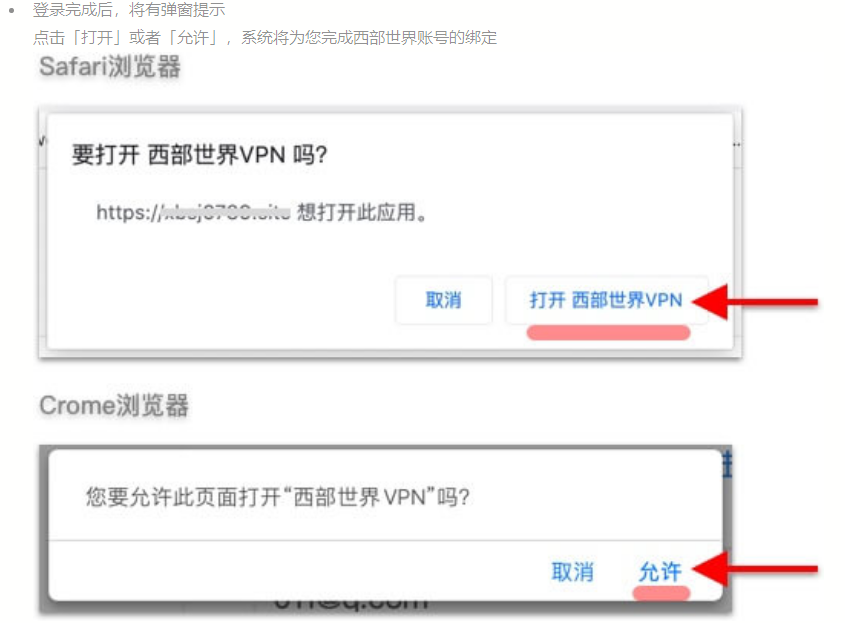 登录完成后，将有弹窗提示
点击「打开」或者「允许」，系统将为您完成西部世界账号的绑定
Safari浏览器
要打开 西部世界VPN 吗?
https:// 想打开此应用。
取消
打开 西部世界VPN
Crome浏览器
您要允许此页面打开“西部世界 VPN”吗?
取消
允许